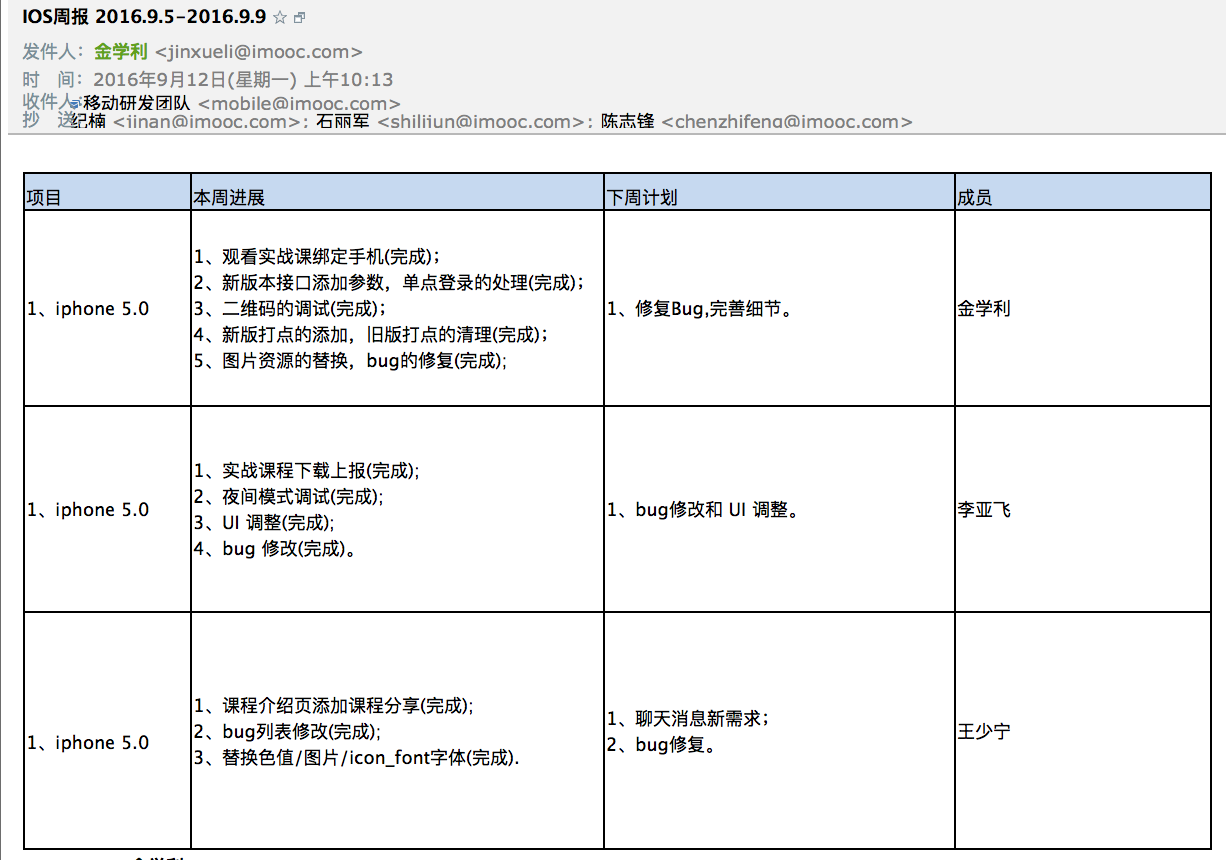 IOS周报 2016.9.5-2016.9.9
发件人：金学利 <jinxueli@imooc.com>
时 间：2016年9月12日(星期一) 上午10:13
收件人 移动研发团队 <mobile@imooc.com>
抄 送 纪楠 <jinan@imooc.com>; 石丽军 <shilijun@imooc.com>; 陈志锋 <chenzhifeng@imooc.com>
项目 本周进展 下周计划 成员
1、观看实战课绑定手机(完成)；
2、新版本接口添加参数，单点登录的处理(完成)；
1、iphone 5.0 3、二维码的调试(完成)； 1、修复Bug,完善细节。 金学利
4、新版打点的添加，旧版打点的清理(完成)；
5、图片资源的替换，bug的修复(完成);
1、实战课程下载上报(完成);
2、夜间模式调试(完成);
1、iphone 5.0 1、bug修改和 UI 调整。 李亚飞
3、UI 调整(完成);
4、bug 修改(完成)。
1、课程介绍页添加课程分享(完成);
1、聊天消息新需求；
2、bug列表修改(完成); 王少宁
1、iphone 5.0 2、bug修复。
3、替换色值/图片/icon_font字体(完成).
金学利